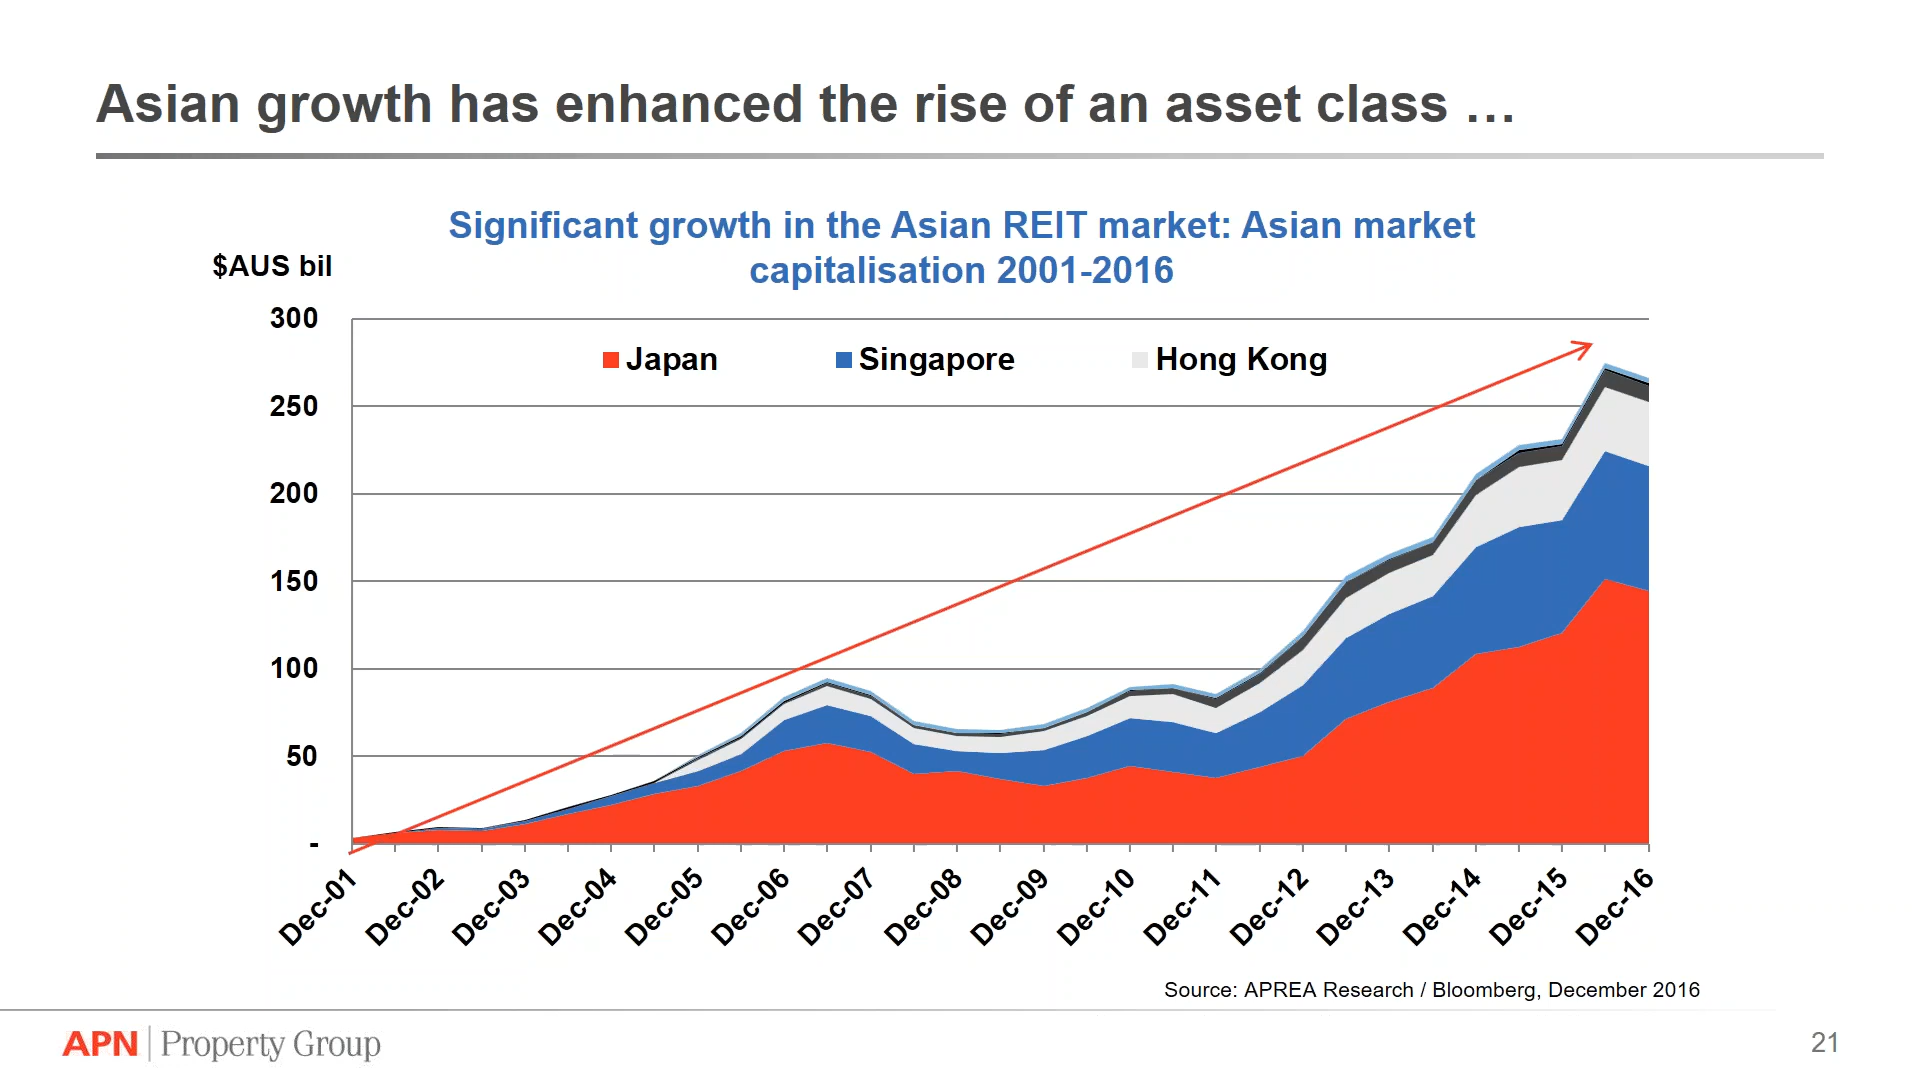 Asian growth has enhanced the rise of an asset class …
Significant growth in the Asian REIT market: Asian market
capitalisation 2001-2016
$AUS bil
300
250
200
150
100
50
-
Japan
Singapore
Hong Kong
Dec-01
Dec-02
Dec-03
Dec-04
Dec-05
Dec-06
Dec-07
Dec-08
Dec-09
Dec-10
Dec-11
Dec-12
Dec-13
Dec-14
Dec-15
Dec-16
Source: APREA Research / Bloomberg, December 2016
APN Property Group
21